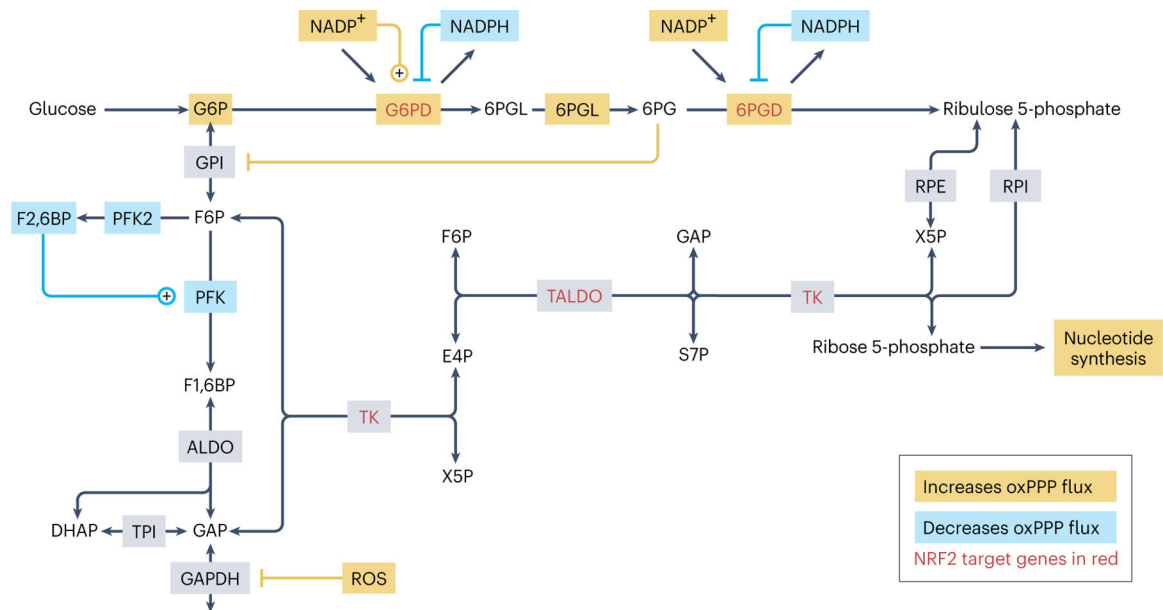 NADP+
NADPH
NADP+
NADPH
+
Glucose
G6P
G6PD
6PGL
6PGL
6PG
6PGD
Ribulose 5-phosphate
GPI
RPE
RPI
F2,6BP
PFK2
F6P
F6P
GAP
X5P
+
PFK
TALDO
TK
E4P
S7P
Ribose 5-phosphate
Nucleotide
synthesis
F1,6BP
TK
ALDO
X5P
DHAP
TPI
GAP
GAPDH
ROS
Increases oxPPP flux
Decreases oxPPP flux
NRF2 target genes in red